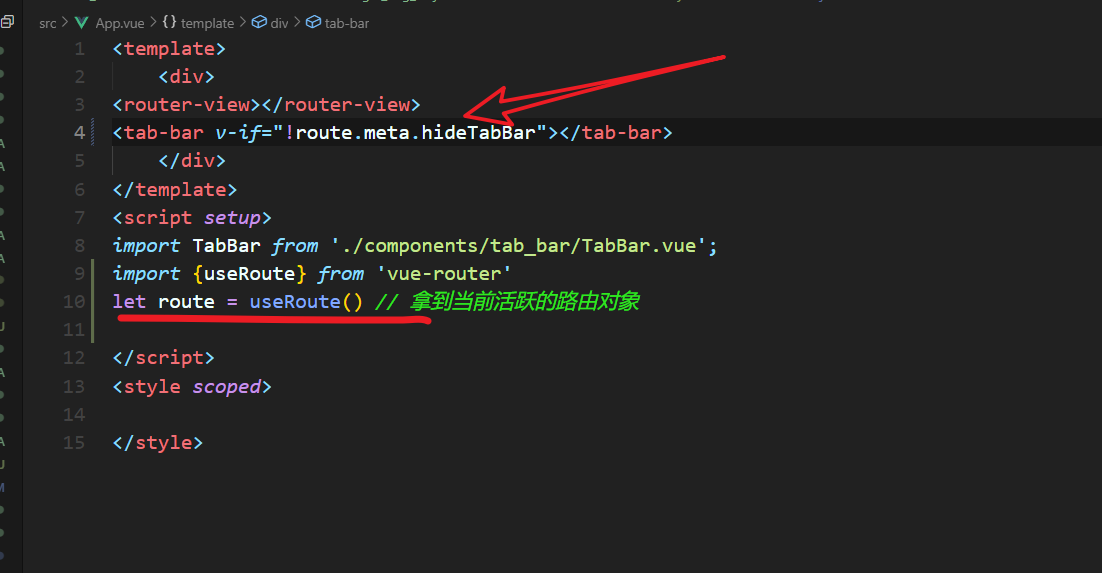 src > App.vue > {} template > div > tab-bar
1 <template>
2 <div>
3 <router-view></router-view>
4 <tab-bar v-if="!route.meta.hideTabBar"></tab-bar>
5 </div>
6 </template>
7 <script setup>
8 import TabBar from './components/tab_bar/TabBar.vue';
9 import {useRoute} from 'vue-router'
10 let route = useRoute() // 拿到当前活跃的路由对象
11
12 </script>
13 <style scoped>
14
15 </style>
A
A
A
A
U
A
A
U
M